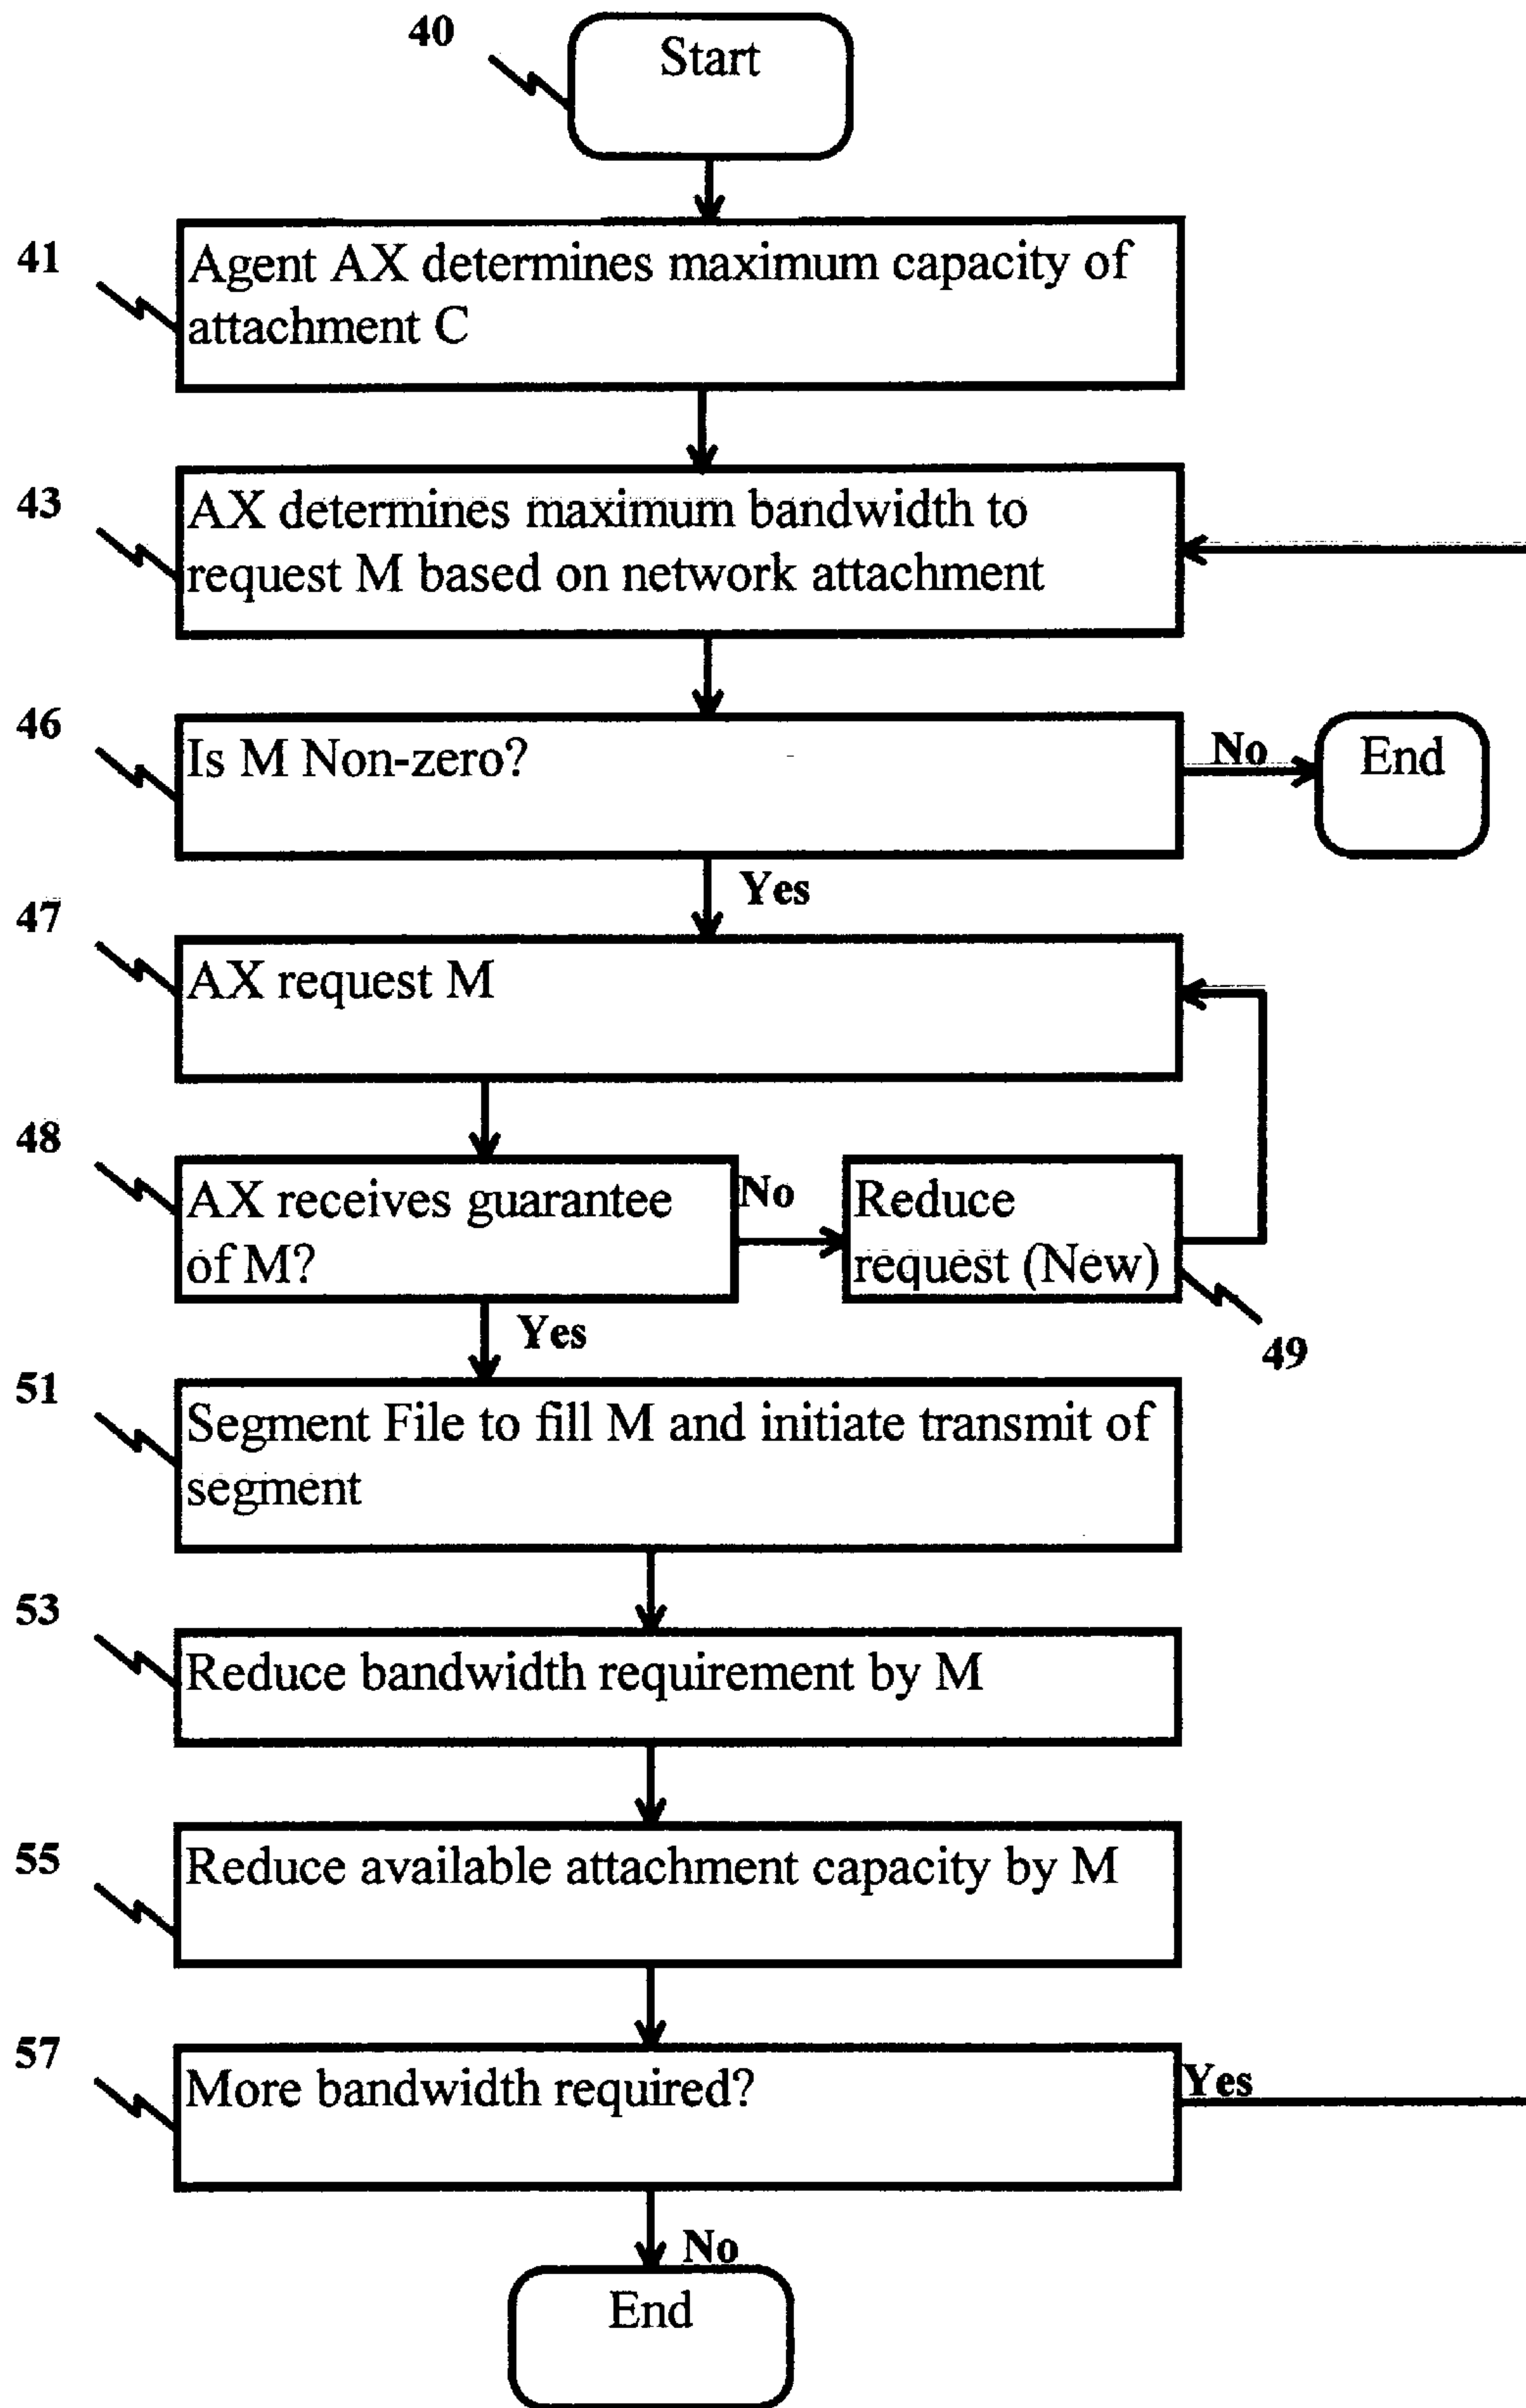 40
Start
41
Agent AX determines maximum capacity of
attachment C
43
AX determines maximum bandwidth to
request M based on network attachment
46
Is M Non-zero?
No
End
Yes
47
AX request M
48
AX receives guarantee
of M?
No
Reduce
request (New)
49
Yes
51
Segment File to fill M and initiate transmit of
segment
53
Reduce bandwidth requirement by M
55
Reduce available attachment capacity by M
57
More bandwidth required?
Yes
No
End